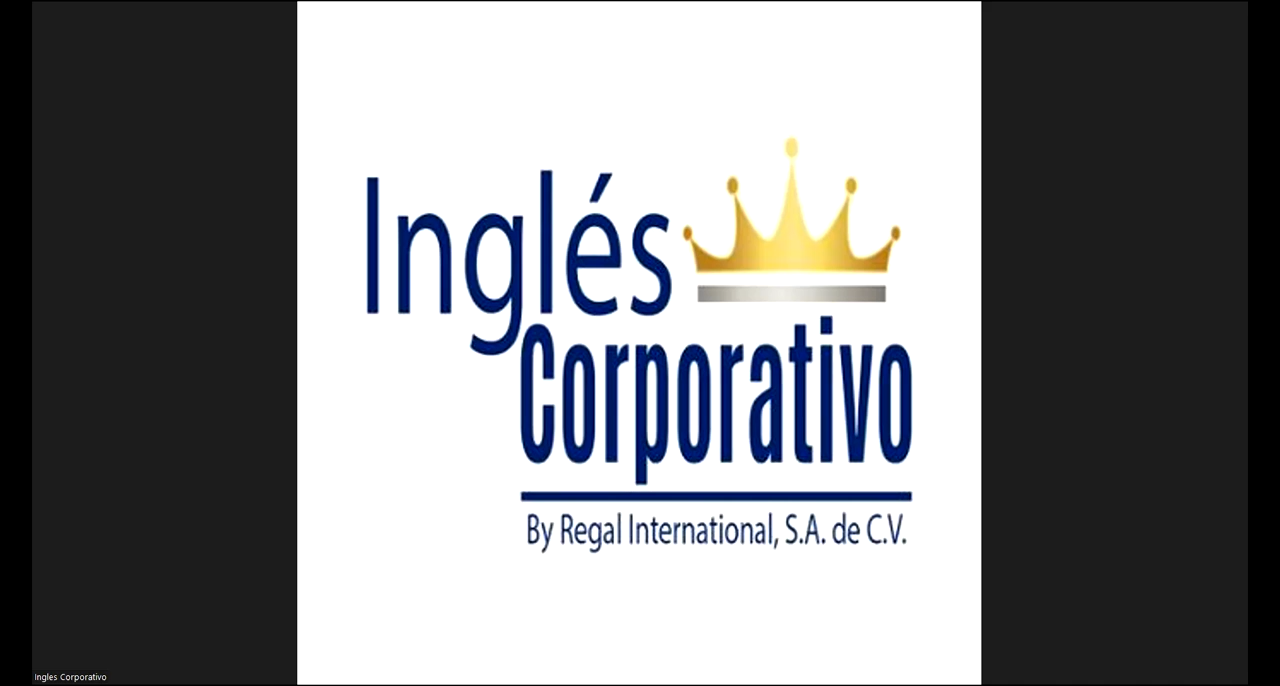 Inglés
Corporativo
By Regal International, S.A. de C.V.
Ingles Corporativo